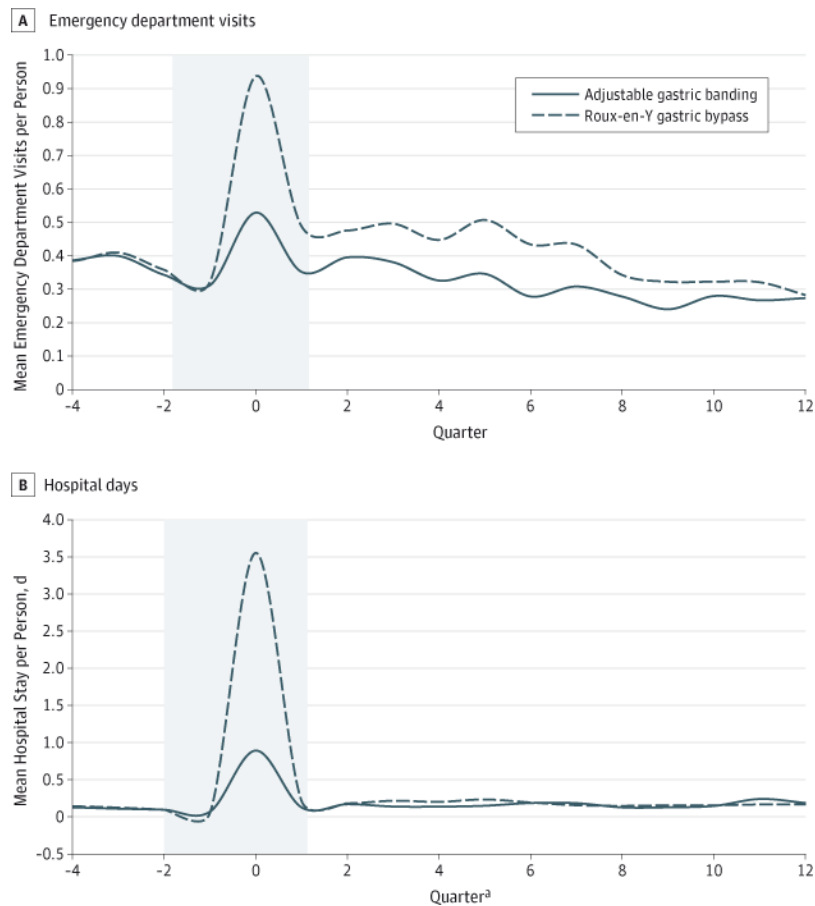 A Emergency department visits
1.0
0.9
0.8
0.7
0.6
0.5
0.4
0.3
0.2
0.1
0
Mean Emergency Department Visits per Person
Adjustable gastric banding
Roux-en-Y gastric bypass
-4 -2 0 2 4 6 8 10 12
Quarter
B Hospital days
4.0
3.5
3.0
2.5
2.0
1.5
1.0
0.5
0
-0.5
Mean Hospital Stay per Person, d
-4 -2 0 2 4 6 8 10 12
Quarterᵃ